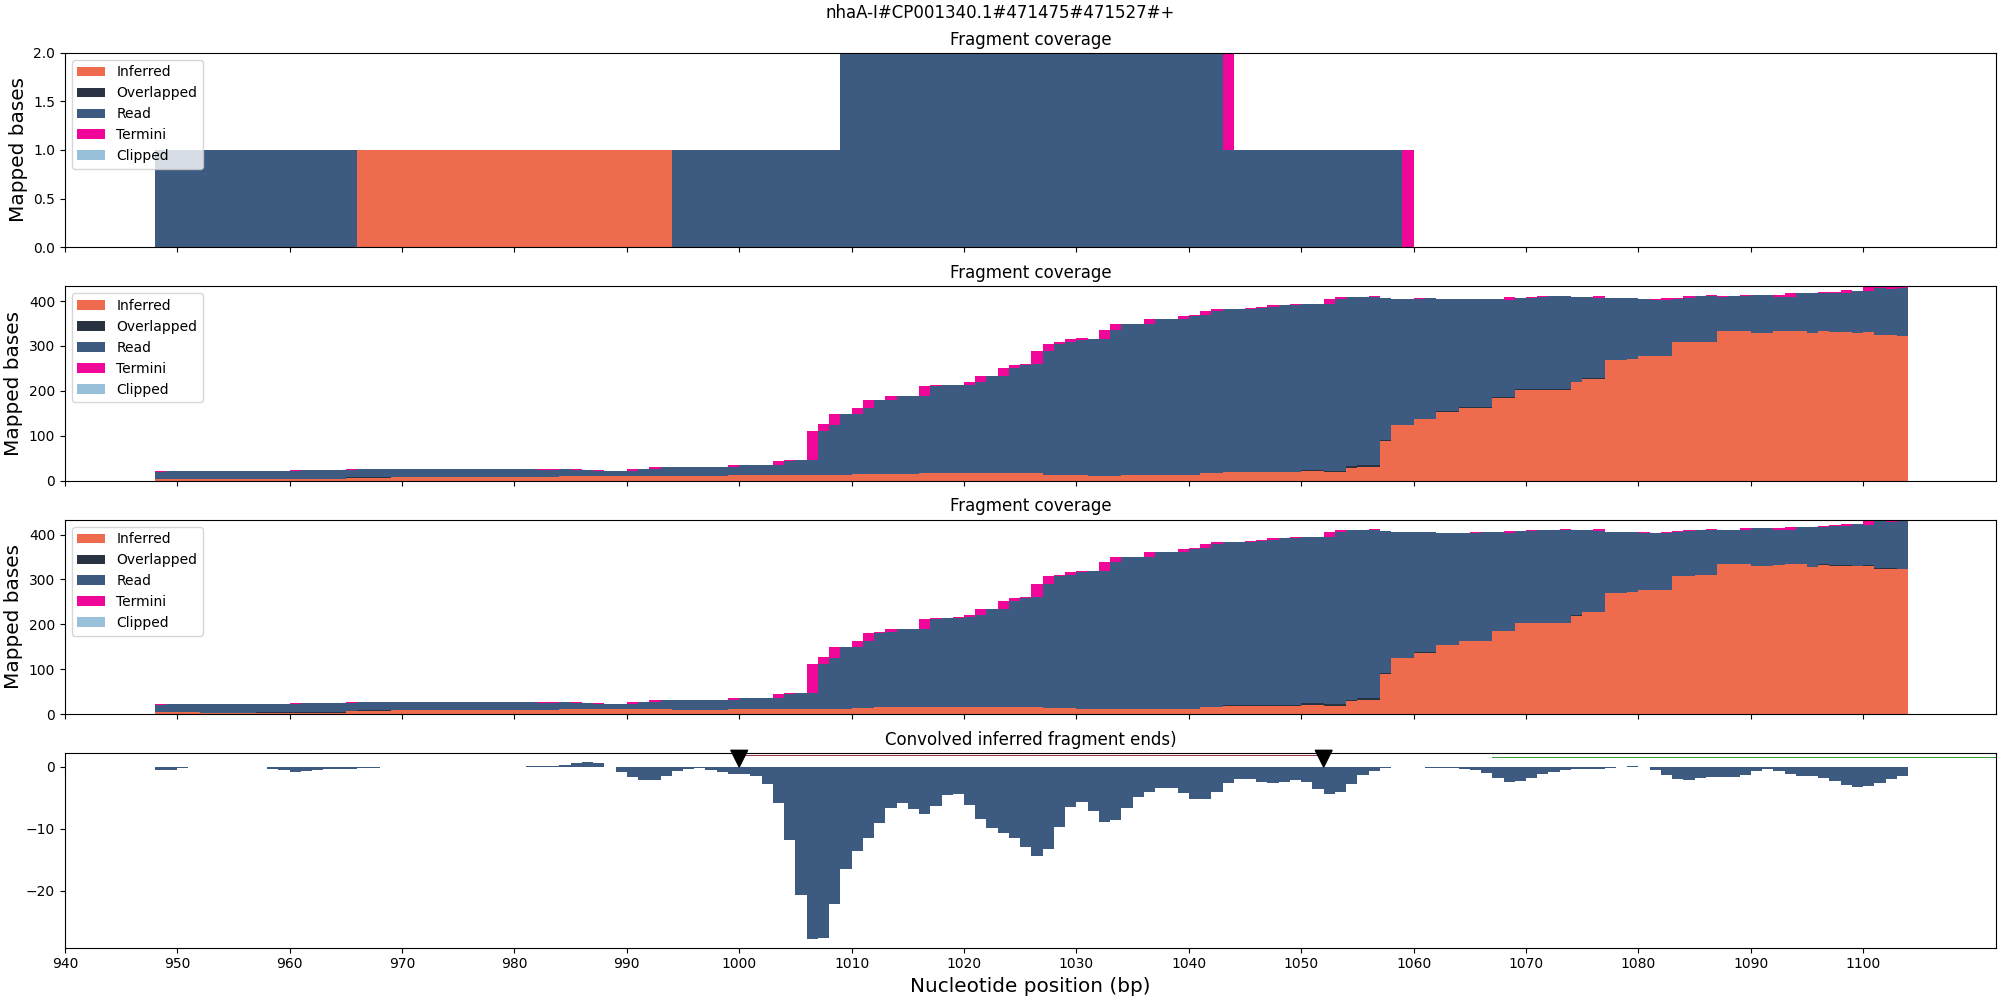 nhaA-I#CP001340.1#471475#471527#+
Fragment coverage
Mapped bases
2.0
1.5
1.0
0.5
0.0
Inferred
Overlapped
Read
Termini
Clipped
Fragment coverage
Mapped bases
400
300
200
100
0
Inferred
Overlapped
Read
Termini
Clipped
Fragment coverage
Mapped bases
400
300
200
100
0
Inferred
Overlapped
Read
Termini
Clipped
Convolved inferred fragment ends)
0
−10
−20
940 950 960 970 980 990 1000 1010 1020 1030 1040 1050 1060 1070 1080 1090 1100
Nucleotide position (bp)